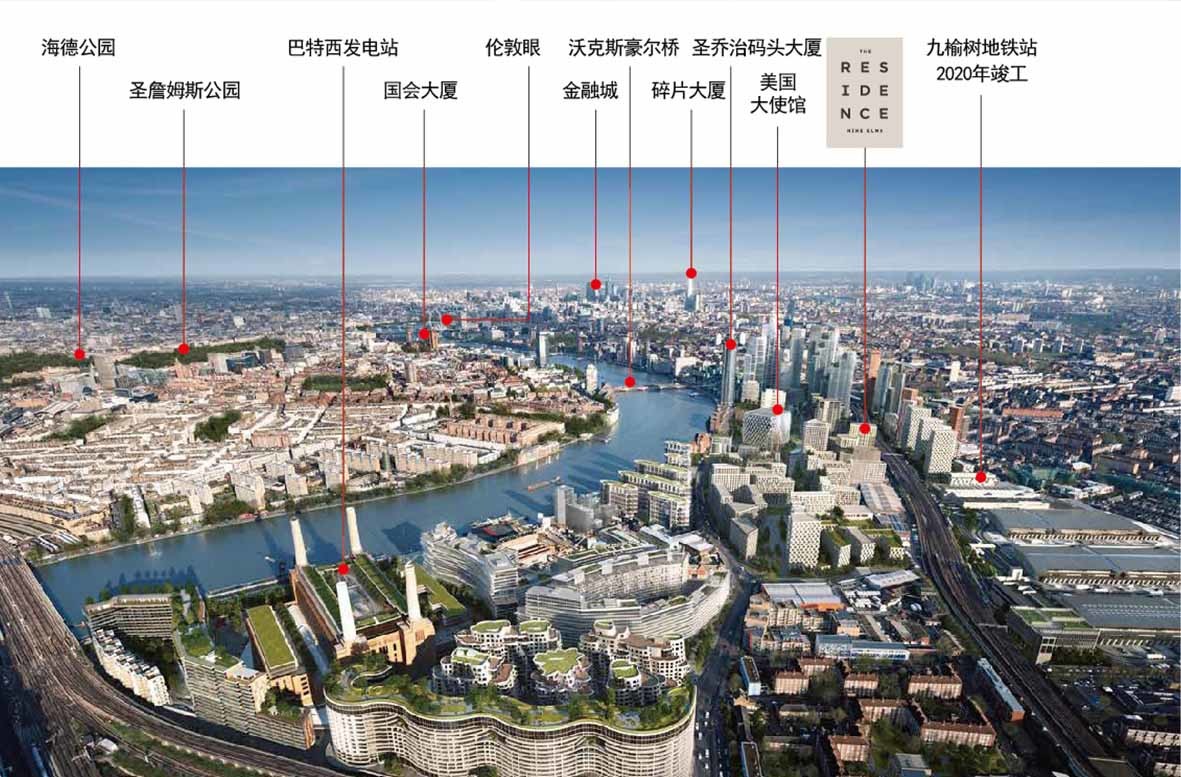 海德公园
圣詹姆斯公园
巴特西发电站
国会大厦
伦敦眼
沃克斯豪尔桥
金融城
圣乔治码头大厦
碎片大厦
美国
大使馆
THE
RES
IDE
NCE
NINE ELMS
九榆树地铁站
2020年竣工